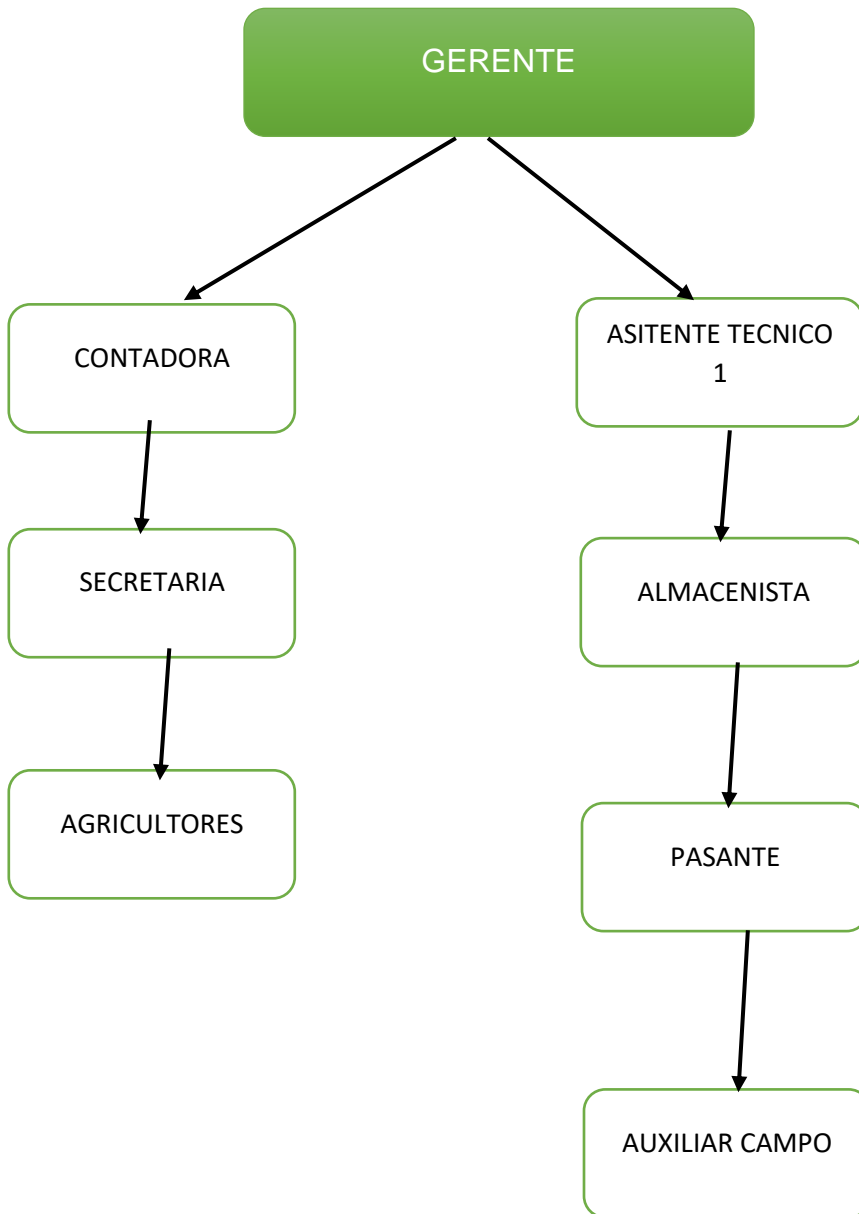 GERENTE
CONTADORA
ASITENTE TECNICO
1
SECRETARIA
ALMACENISTA
AGRICULTORES
PASANTE
AUXILIAR CAMPO